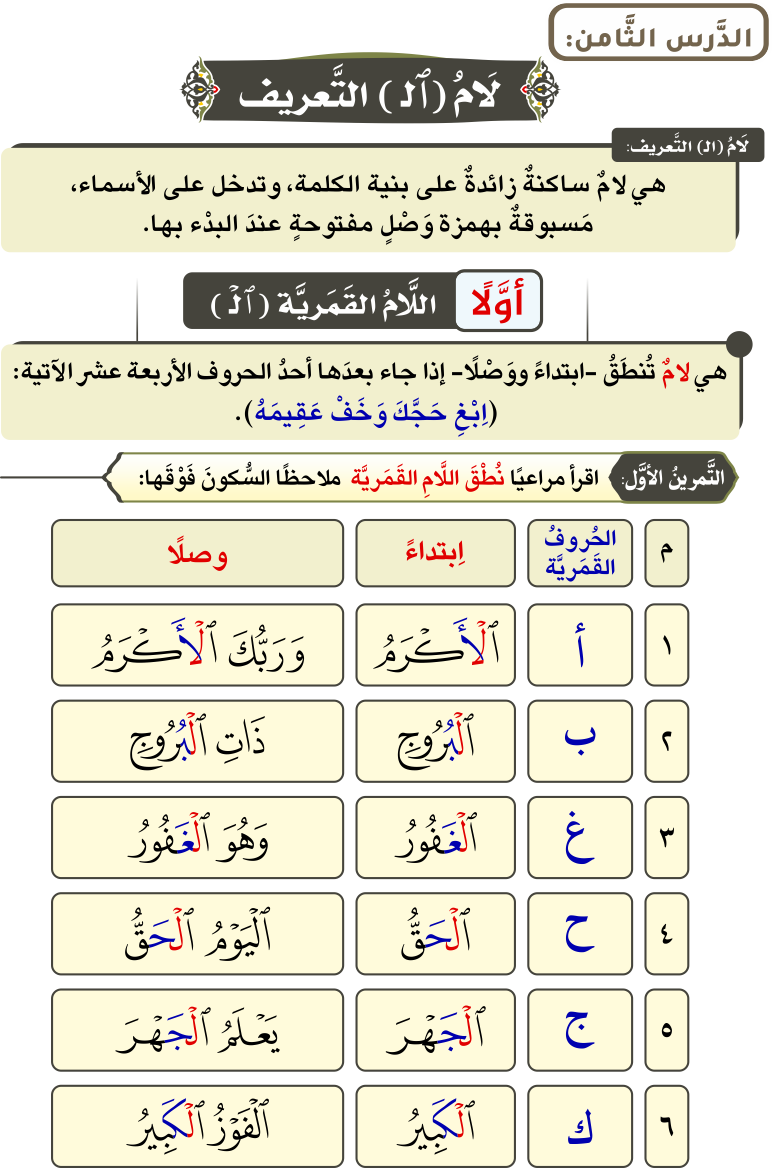 الدَّرس الثَّامن:
لَامُ (ٱلـ) التَّعريف
لَامُ (الـ) التَّعريف:
هي لامٌ ساكنةٌ زائدةٌ على بنية الكلمة، وتدخل على الأسماء،
مَسبوقةٌ بهمزة وَصْلٍ مفتوحةٍ عندَ البدْء بها.
أوَّلًا اللَّامُ القَمَريَّة (ٱلۡـ)
هي لامٌ تُنطَقُ -ابتداءً ووَصْلًا- إذا جاء بعدَها أحدُ الحروف الأربعة عشر الآتية:
(اِبْغِ حَجَّكَ وَخَفْ عَقِيمَهُ).
التَّمرينُ الأوَّل: اقرأ مراعيًا نُطْقَ اللَّامِ القَمَريَّة ملاحظًا السُّكونَ فَوْقَها:
م الحُروفُ القَمَريَّة اِبتداءً وصلًا
١ أ ٱلۡأَكۡرَمُ وَرَبُّكَ ٱلۡأَكۡرَمُ
٢ ب ٱلۡبُرُوجِ ذَاتِ ٱلۡبُرُوجِ
٣ غ ٱلۡغَفُورُ وَهُوَ ٱلۡغَفُورُ
٤ ح ٱلۡحَقُّ ٱلۡيَوۡمُ ٱلۡحَقُّ
٥ ج ٱلۡجَهۡرَ يَعۡلَمُ ٱلۡجَهۡرَ
٦ ك ٱلۡكَبِيرُ ٱلۡفَوۡزُ ٱلۡكَبِيرُ